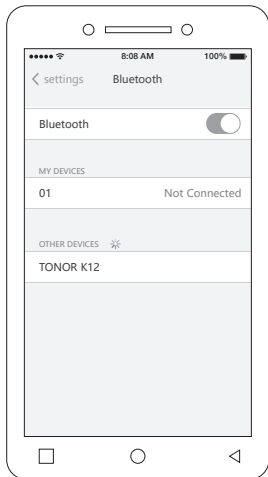 8:08 AM 100%
settings Bluetooth
Bluetooth
MY DEVICES
01 Not Connected
OTHER DEVICES
TONOR K12